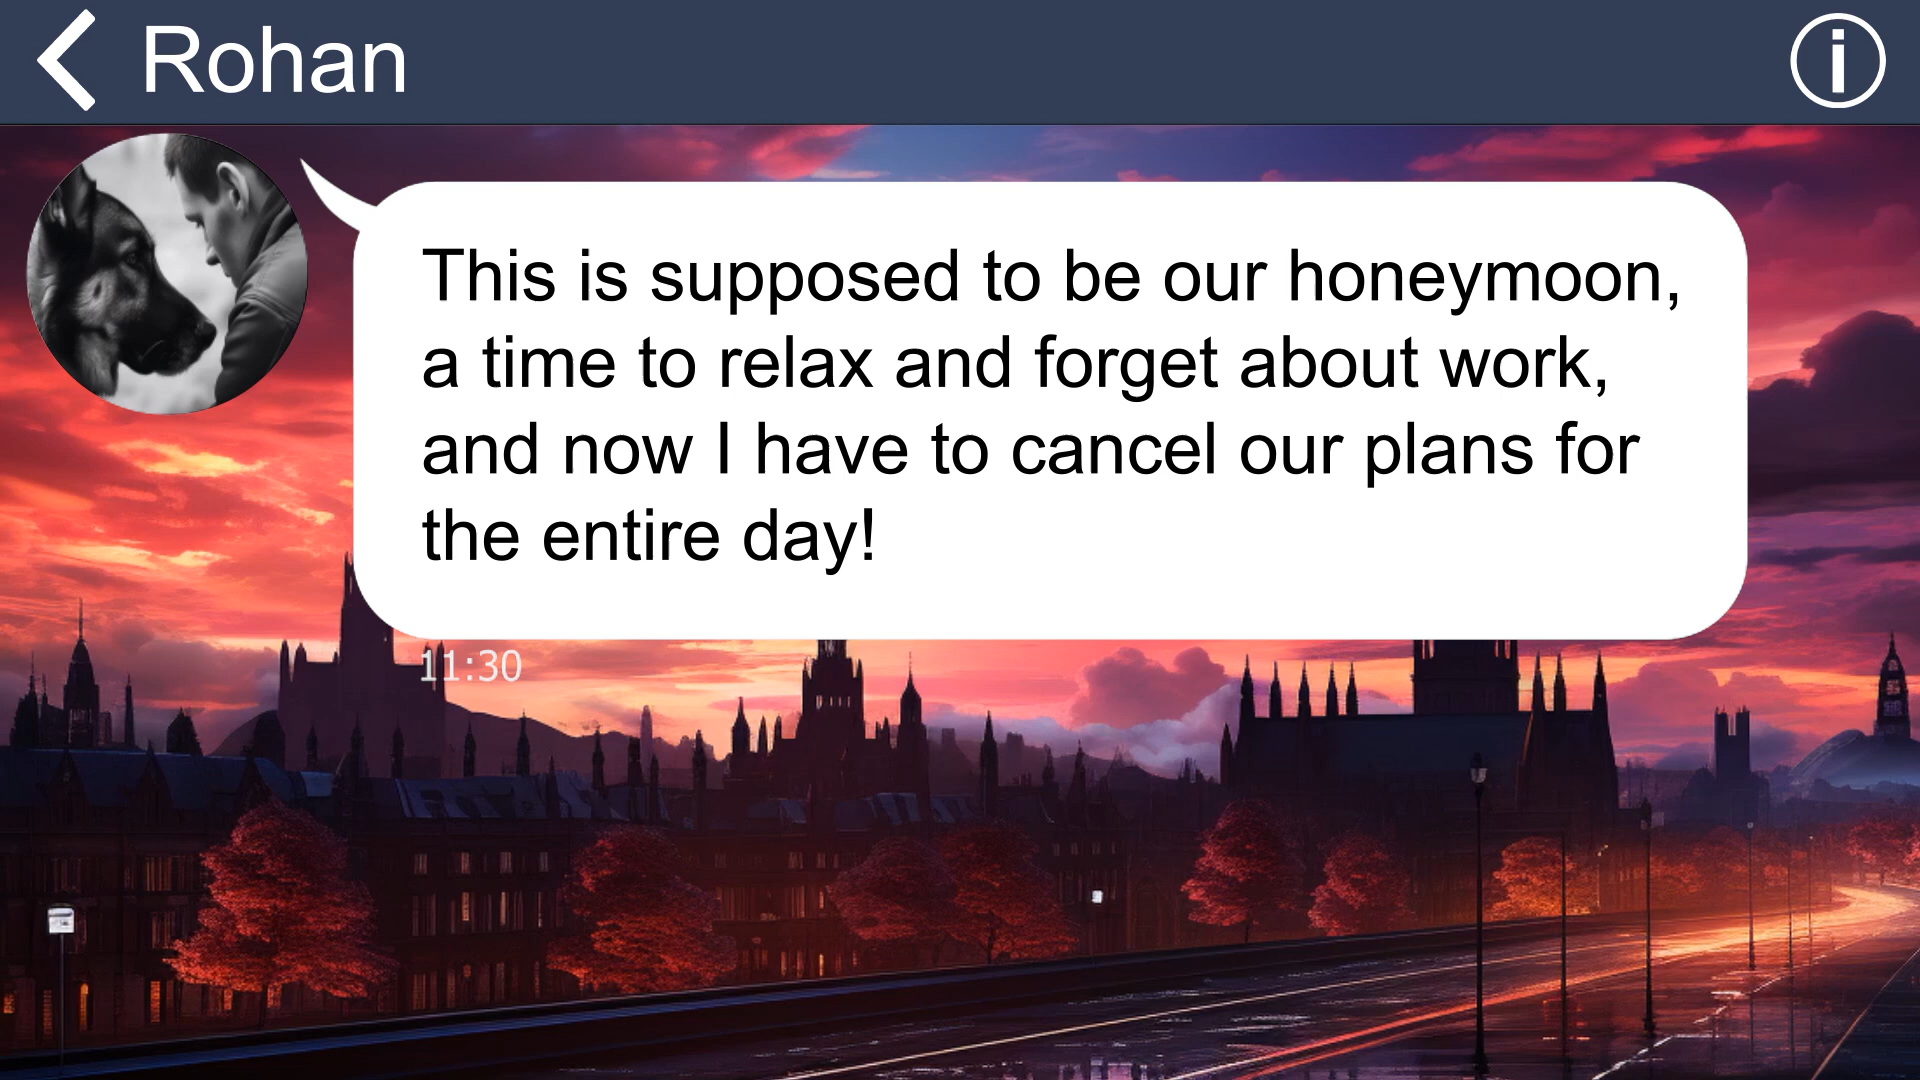 Rohan
This is supposed to be our honeymoon,
a time to relax and forget about work,
and now I have to cancel our plans for
the entire day!
11:30